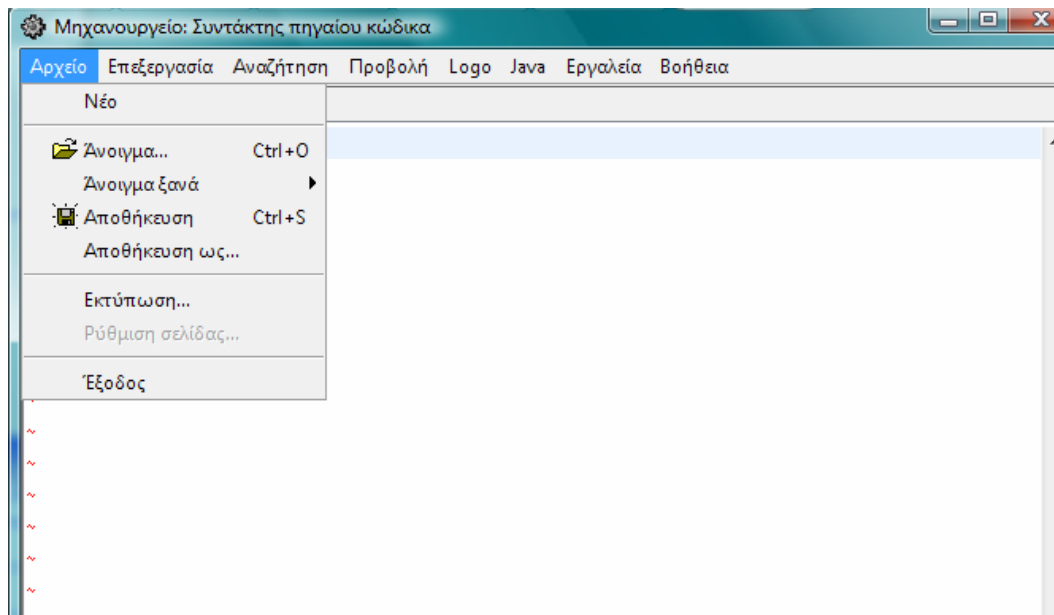 Μηχανουργείο: Συντάκτης πηγαίου κώδικα
Αρχείο Επεξεργασία Αναζήτηση Προβολή Logo Java Εργαλεία Βοήθεια
Νέο
Άνοιγμα... Ctrl+O
Άνοιγμα ξανά
Αποθήκευση Ctrl+S
Αποθήκευση ως...
Εκτύπωση...
Ρύθμιση σελίδας...
Έξοδος
~
~
~
~
~
~